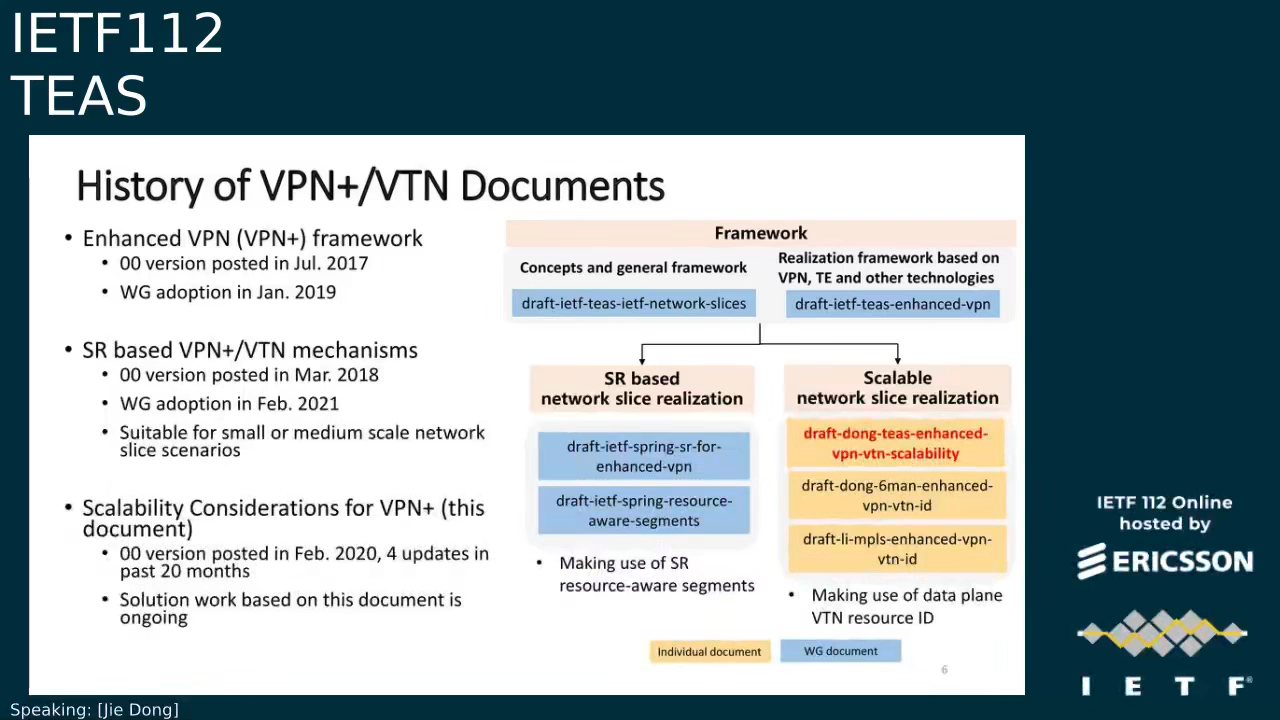 IETF112
TEAS
History of VPN+/VTN Documents
• Enhanced VPN (VPN+) framework
• 00 version posted in Jul. 2017
• WG adoption in Jan. 2019
• SR based VPN+/VTN mechanisms
• 00 version posted in Mar. 2018
• WG adoption in Feb. 2021
• Suitable for small or medium scale network
slice scenarios
• Scalability Considerations for VPN+ (this
document)
• 00 version posted in Feb. 2020, 4 updates in
past 20 months
• Solution work based on this document is
ongoing
Framework
Concepts and general framework
draft-ietf-teas-ietf-network-slices
Realization framework based on
VPN, TE and other technologies
draft-ietf-teas-enhanced-vpn
SR based
network slice realization
draft-ietf-spring-sr-for-
enhanced-vpn
draft-ietf-spring-resource-
aware-segments
• Making use of SR
resource-aware segments
Scalable
network slice realization
draft-dong-teas-enhanced-
vpn-vtn-scalability
draft-dong-6man-enhanced-
vpn-vtn-id
draft-li-mpls-enhanced-vpn-
vtn-id
• Making use of data plane
VTN resource ID
Individual document
WG document
6
IETF 112 Online
hosted by
ERICSSON
I E T F®
Speaking: [Jie Dong]